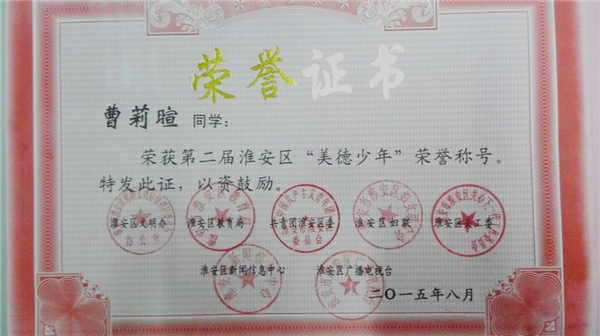 荣誉证书
曹莉暄 同学：
荣获第二届淮安区“美德少年”荣誉称号。
特发此证，以资鼓励。
淮安区文明办 淮安区教育局 共青团淮安区委 淮安区妇联 淮安区关工委
淮安区新闻信息中心 淮安区广播电视台
二〇一五年八月